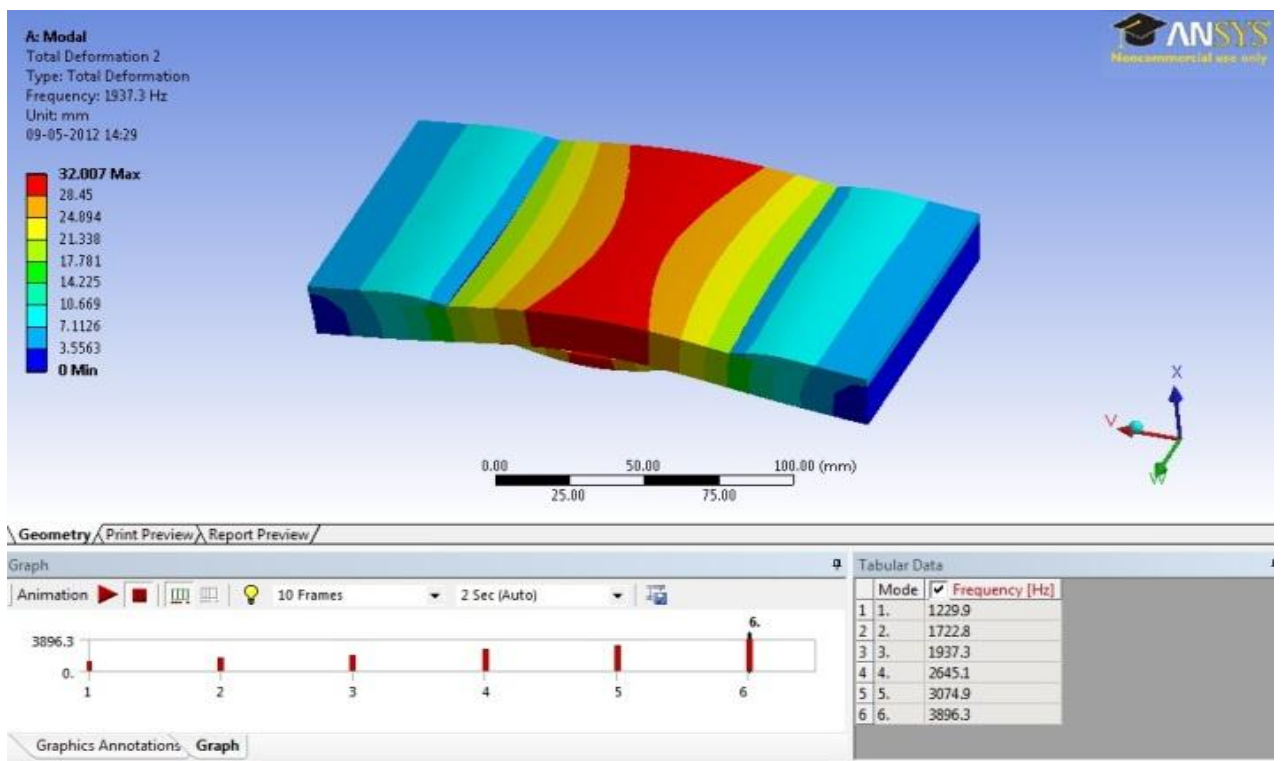 A: Modal
Total Deformation 2
Type: Total Deformation
Frequency: 1937.3 Hz
Unit: mm
09-05-2012 14:29
ANSYS
Noncommercial use only
32.007 Max
28.45
24.894
21.338
17.781
14.225
10.669
7.1126
3.5563
0 Min
X
V
W
0.00 50.00 100.00 (mm)
25.00 75.00
Geometry Print Preview Report Preview
Graph
Animation 10 Frames 2 Sec (Auto)
6.
3896.3
0.
1 2 3 4 5 6
Graphics Annotations Graph
Tabular Data
Mode Frequency [Hz]
1 1. 1229.9
2 2. 1722.8
3 3. 1937.3
4 4. 2645.1
5 5. 3074.9
6 6. 3896.3